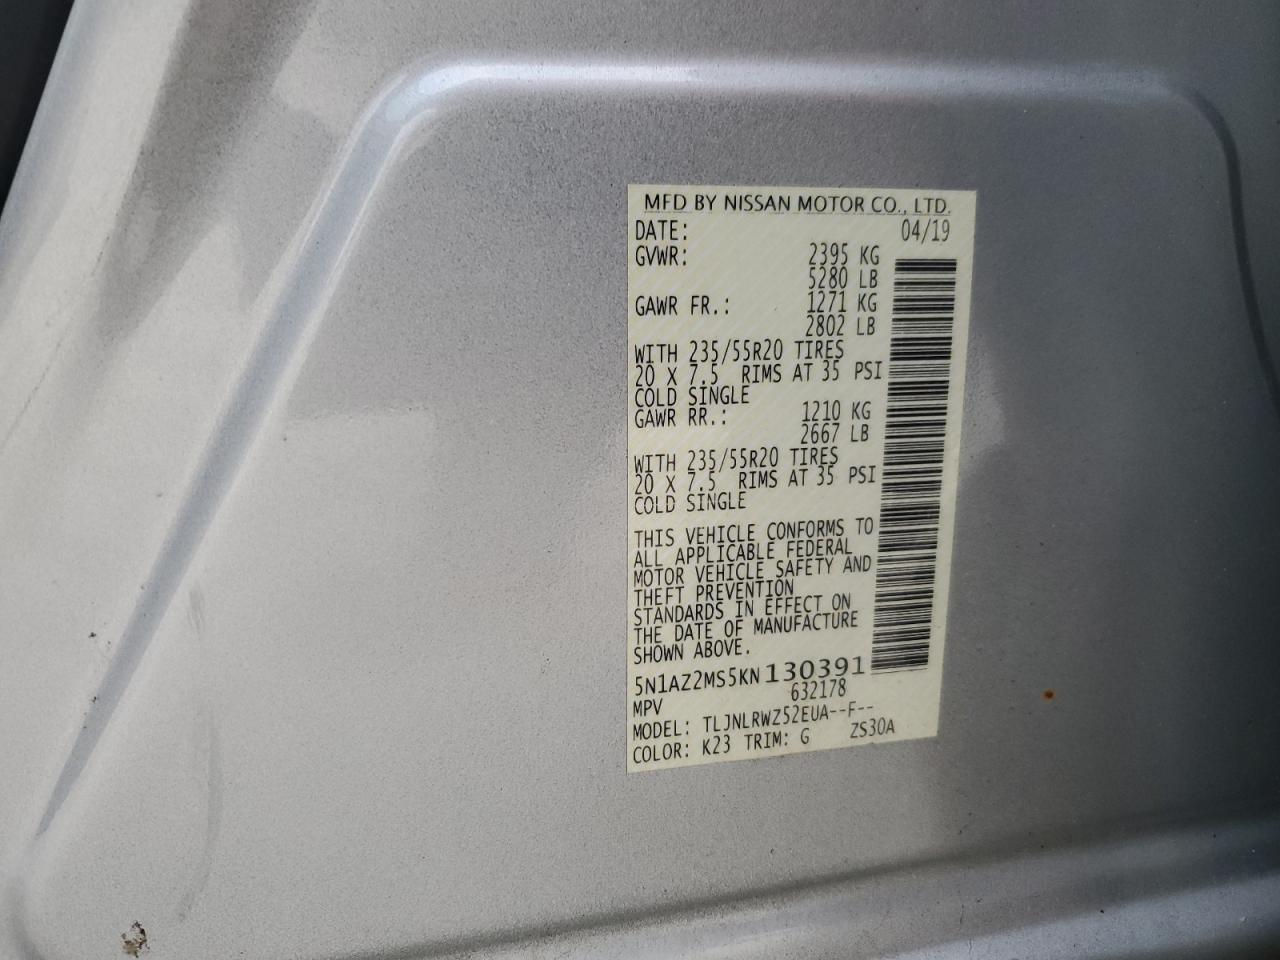 MFD BY NISSAN MOTOR CO., LTD.
DATE: 04/19
GVWR: 2395 KG
5280 LB
GAWR FR.: 1271 KG
2802 LB
WITH 235/55R20 TIRES
20 X 7.5 RIMS AT 35 PSI
COLD SINGLE
GAWR RR.: 1210 KG
2667 LB
WITH 235/55R20 TIRES
20 X 7.5 RIMS AT 35 PSI
COLD SINGLE
THIS VEHICLE CONFORMS TO
ALL APPLICABLE FEDERAL
MOTOR VEHICLE SAFETY AND
THEFT PREVENTION
STANDARDS IN EFFECT ON
THE DATE OF MANUFACTURE
SHOWN ABOVE.
5N1AZ2MS5KN130391
MPV 632178
MODEL: TLJNLRWZ52EUA--F--
COLOR: K23 TRIM: G ZS30A